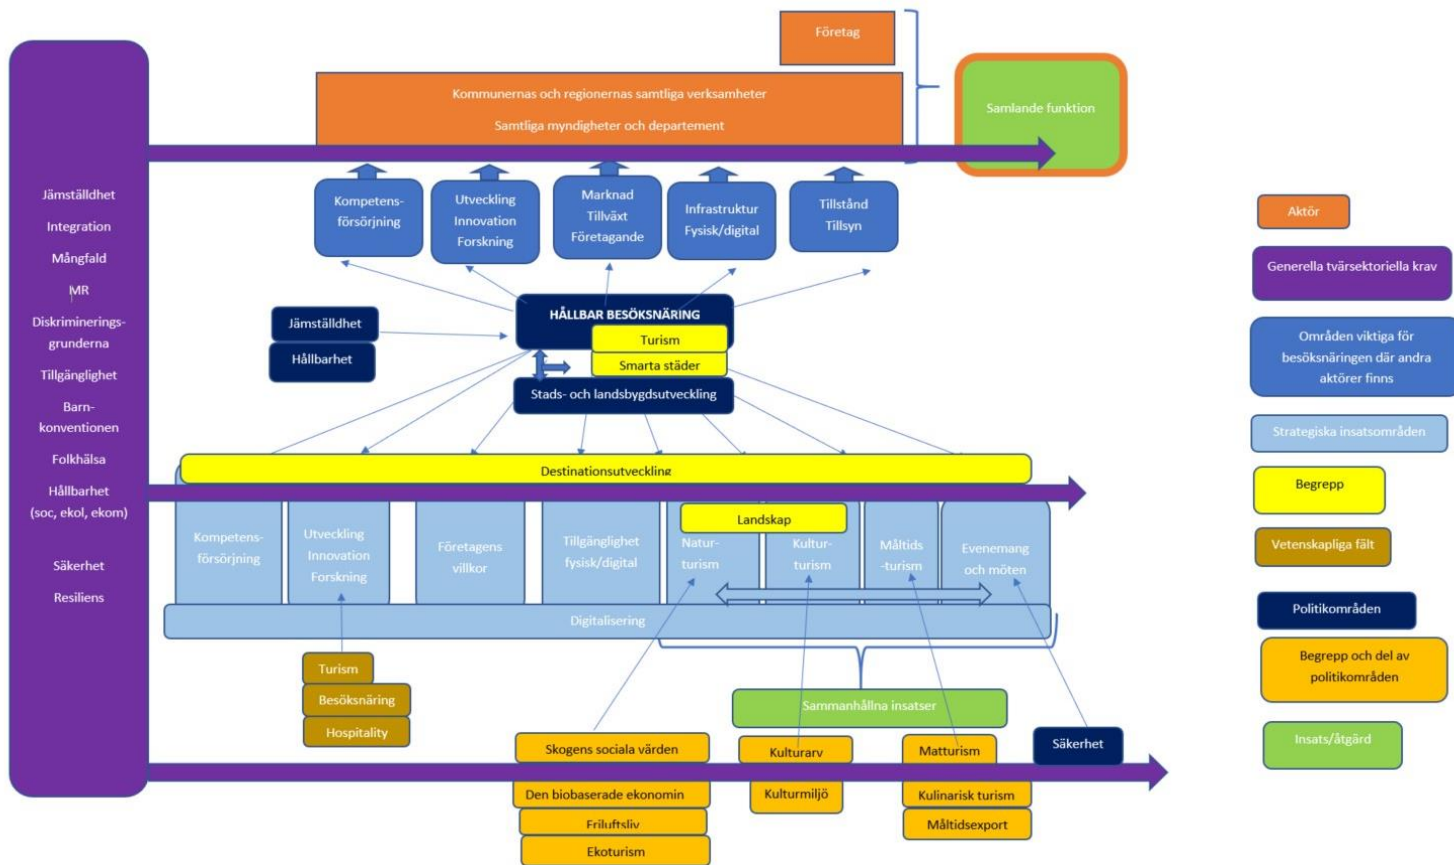 Företag
Kommunernas och regionernas samtliga verksamheter
Samtliga myndigheter och departement
Samlande funktion
Jämställdhet
Integration
Mångfald
MR
Diskriminerings-
grunderna
Tillgänglighet
Barn-
konventionen
Folkhälsa
Hållbarhet
(soc, ekol, ekom)
Säkerhet
Resiliens
Kompetens-
försörjning
Utveckling
Innovation
Forskning
Marknad
Tillväxt
Företagande
Infrastruktur
Fysisk/digital
Tillstånd
Tillsyn
Jämställdhet
Hållbarhet
HÅLLBAR BESÖKSNÄRING
Turism
Smarta städer
Stads- och landsbygdsutveckling
Destinationsutveckling
Landskap
Kompetens-
försörjning
Utveckling
Innovation
Forskning
Företagens
villkor
Tillgänglighet
fysisk/digital
Natur-
turism
Kultur-
turism
Måltids
-turism
Evenemang
och möten
Digitalisering
Turism
Besöksnäring
Hospitality
Sammanhållna insatser
Skogens sociala värden
Den biobaserade ekonomin
Friluftsliv
Ekoturism
Kulturarv
Kulturmiljö
Matturism
Kulinarisk turism
Måltidsexport
Säkerhet
Aktör
Generella tvärsektoriella krav
Områden viktiga för
besöksnäringen där andra
aktörer finns
Strategiska insatsområden
Begrepp
Vetenskapliga fält
Politikområden
Begrepp och del av
politikområden
Insats/åtgärd